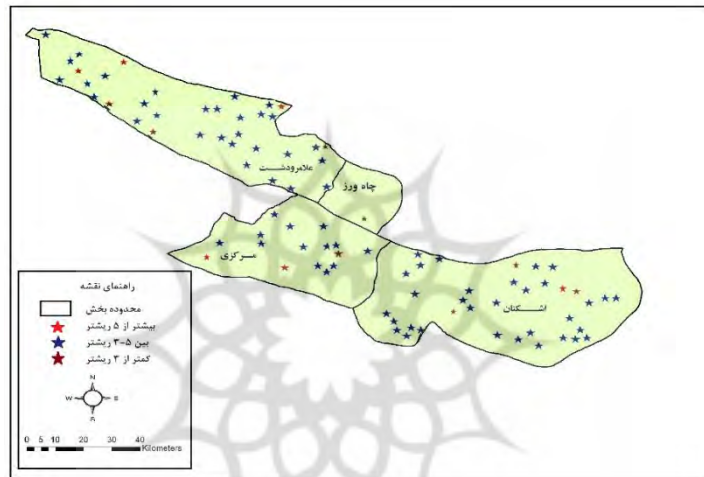 علامرودشت
چاه ورز
مرکزی
اشکنان
راهنمای نقشه
محدوده بخش
بیشتر از ۵ ریشتر
بین ۵-۳ ریشتر
کمتر از ۳ ریشتر
N
W
S
0 5 10 20 30 40
Kilometers